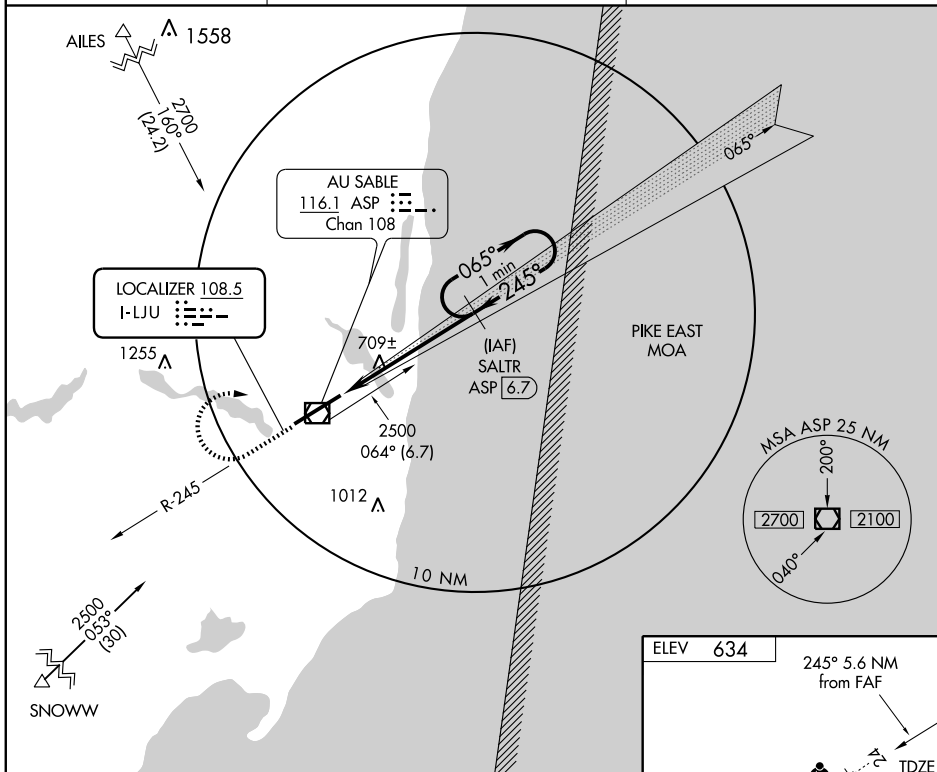 AILES
1558
2700
160°
(24.2)
AU SABLE
116.1 ASP
Chan 108
065°
LOCALIZER 108.5
I-LJU
065°
1 min
245°
1255
709±
(IAF)
SALTR
ASP 6.7
PIKE EAST
MOA
2500
064° (6.7)
MSA ASP 25 NM
200°
2700
2100
040°
R-245
1012
10 NM
2500
053°
(30)
SNOWW
ELEV 634
245° 5.6 NM
from FAF
24
TDZE